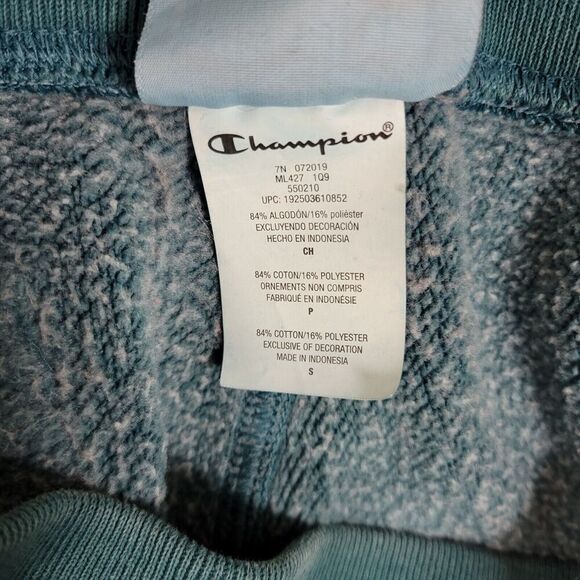 Champion®
7N 072019
ML427 1Q9
550210
UPC: 192503610852
84% ALGODÓN/16% poliéster
EXCLUYENDO DECORACIÓN
HECHO EN INDONESIA
CH
84% COTON/16% POLYESTER
ORNEMENTS NON COMPRIS
FABRIQUÉ EN INDONÉSIE
P
84% COTTON/16% POLYESTER
EXCLUSIVE OF DECORATION
MADE IN INDONESIA
S